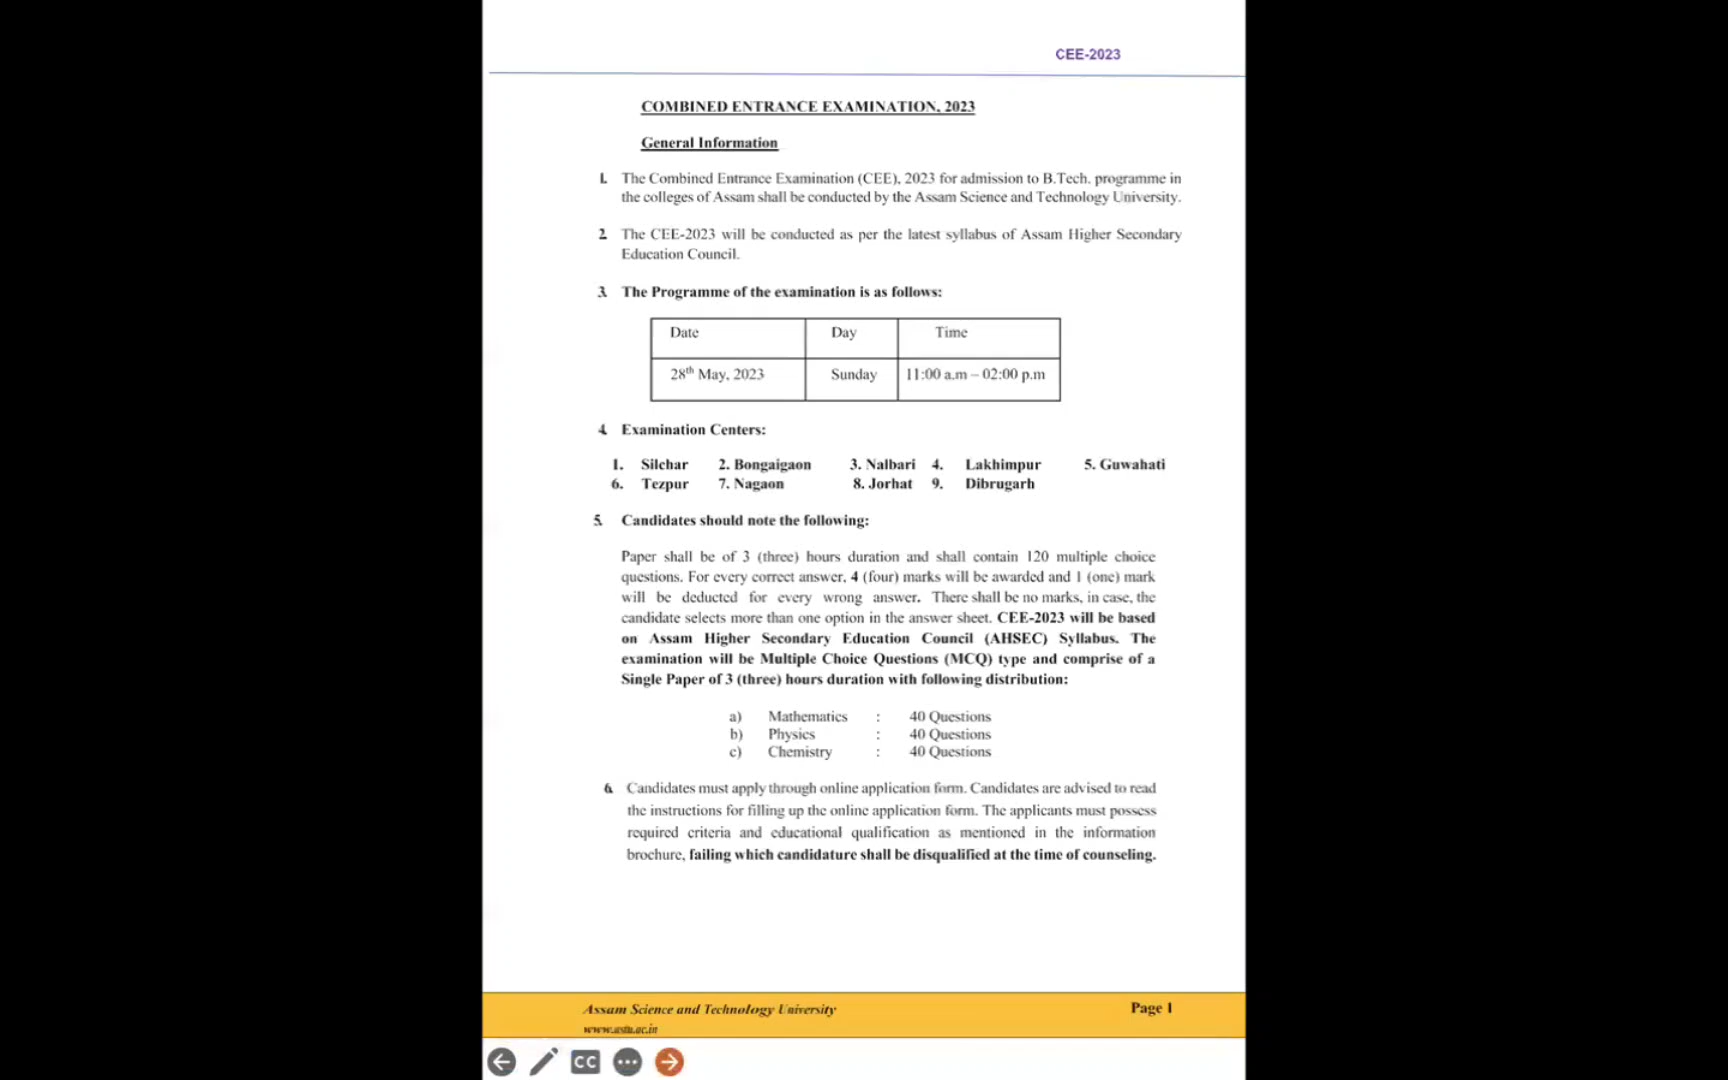 CEE-2023
COMBINED ENTRANCE EXAMINATION, 2023
General Information
1. The Combined Entrance Examination (CEE), 2023 for admission to B.Tech. programme in
the colleges of Assam shall be conducted by the Assam Science and Technology University.
2. The CEE-2023 will be conducted as per the latest syllabus of Assam Higher Secondary
Education Council.
3. The Programme of the examination is as follows:
Date Day Time
28th May, 2023 Sunday 11:00 a.m – 02:00 p.m
4. Examination Centers:
1. Silchar 2. Bongaigaon 3. Nalbari 4. Lakhimpur 5. Guwahati
6. Tezpur 7. Nagaon 8. Jorhat 9. Dibrugarh
5. Candidates should note the following:
Paper shall be of 3 (three) hours duration and shall contain 120 multiple choice
questions. For every correct answer, 4 (four) marks will be awarded and 1 (one) mark
will be deducted for every wrong answer. There shall be no marks, in case, the
candidate selects more than one option in the answer sheet. CEE-2023 will be based
on Assam Higher Secondary Education Council (AHSEC) Syllabus. The
examination will be Multiple Choice Questions (MCQ) type and comprise of a
Single Paper of 3 (three) hours duration with following distribution:
a) Mathematics : 40 Questions
b) Physics : 40 Questions
c) Chemistry : 40 Questions
6. Candidates must apply through online application form. Candidates are advised to read
the instructions for filling up the online application form. The applicants must possess
required criteria and educational qualification as mentioned in the information
brochure, failing which candidature shall be disqualified at the time of counseling.
Assam Science and Technology University Page 1
www.astu.ac.in
CC